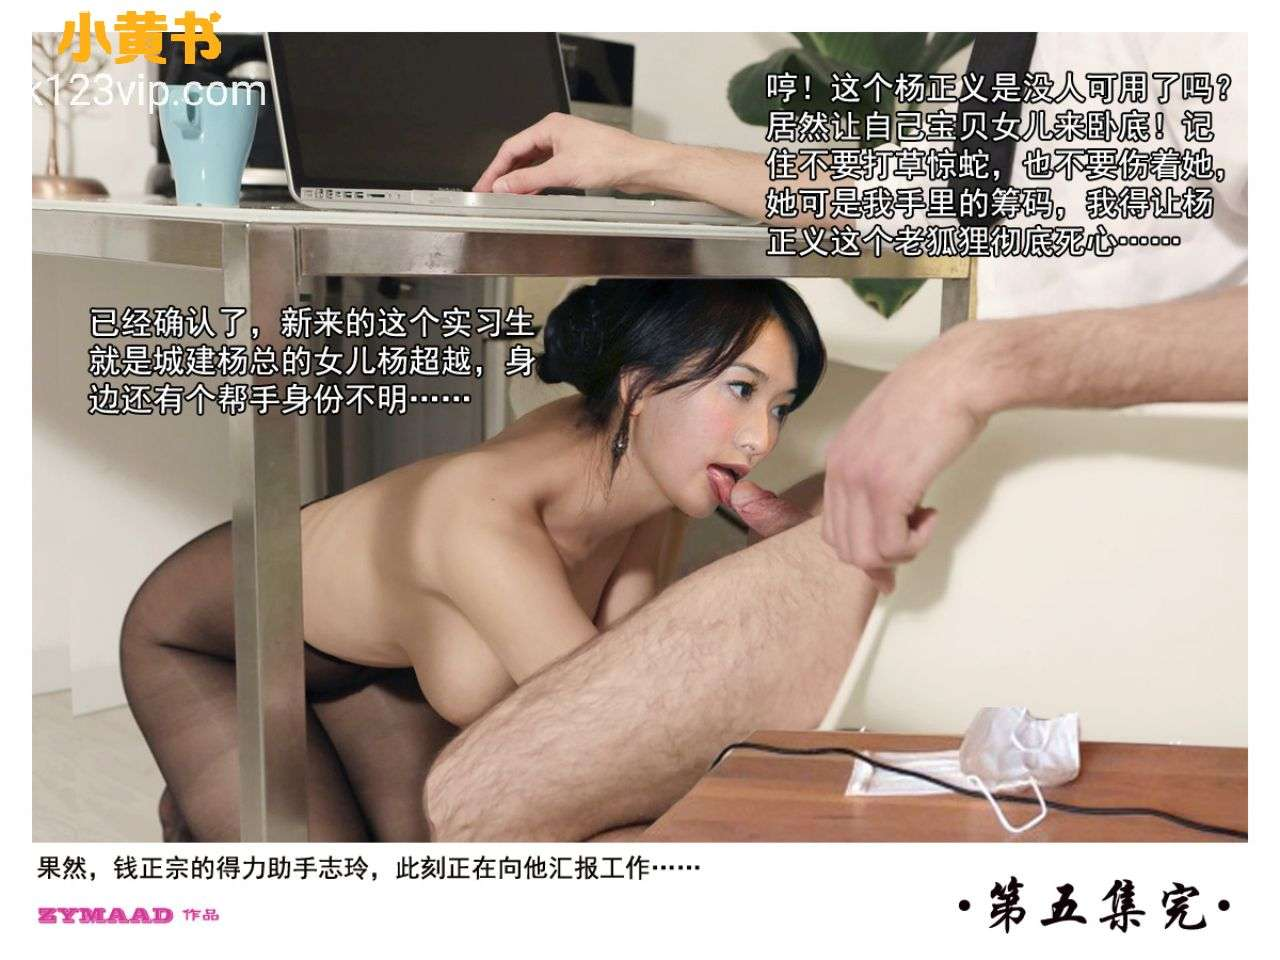 小黄书
k123vip.com
哼！这个杨正义是没人可用了吗？
居然让自己宝贝女儿来卧底！记
住不要打草惊蛇，也不要伤着她，
她可是我手里的筹码，我得让杨
正义这个老狐狸彻底死心……
已经确认了，新来的这个实习生
就是城建杨总的女儿杨超越，身
边还有个帮手身份不明……
果然，钱正宗的得力助手志玲，此刻正在向他汇报工作……
ZYMAAD 作品
·第五集完·